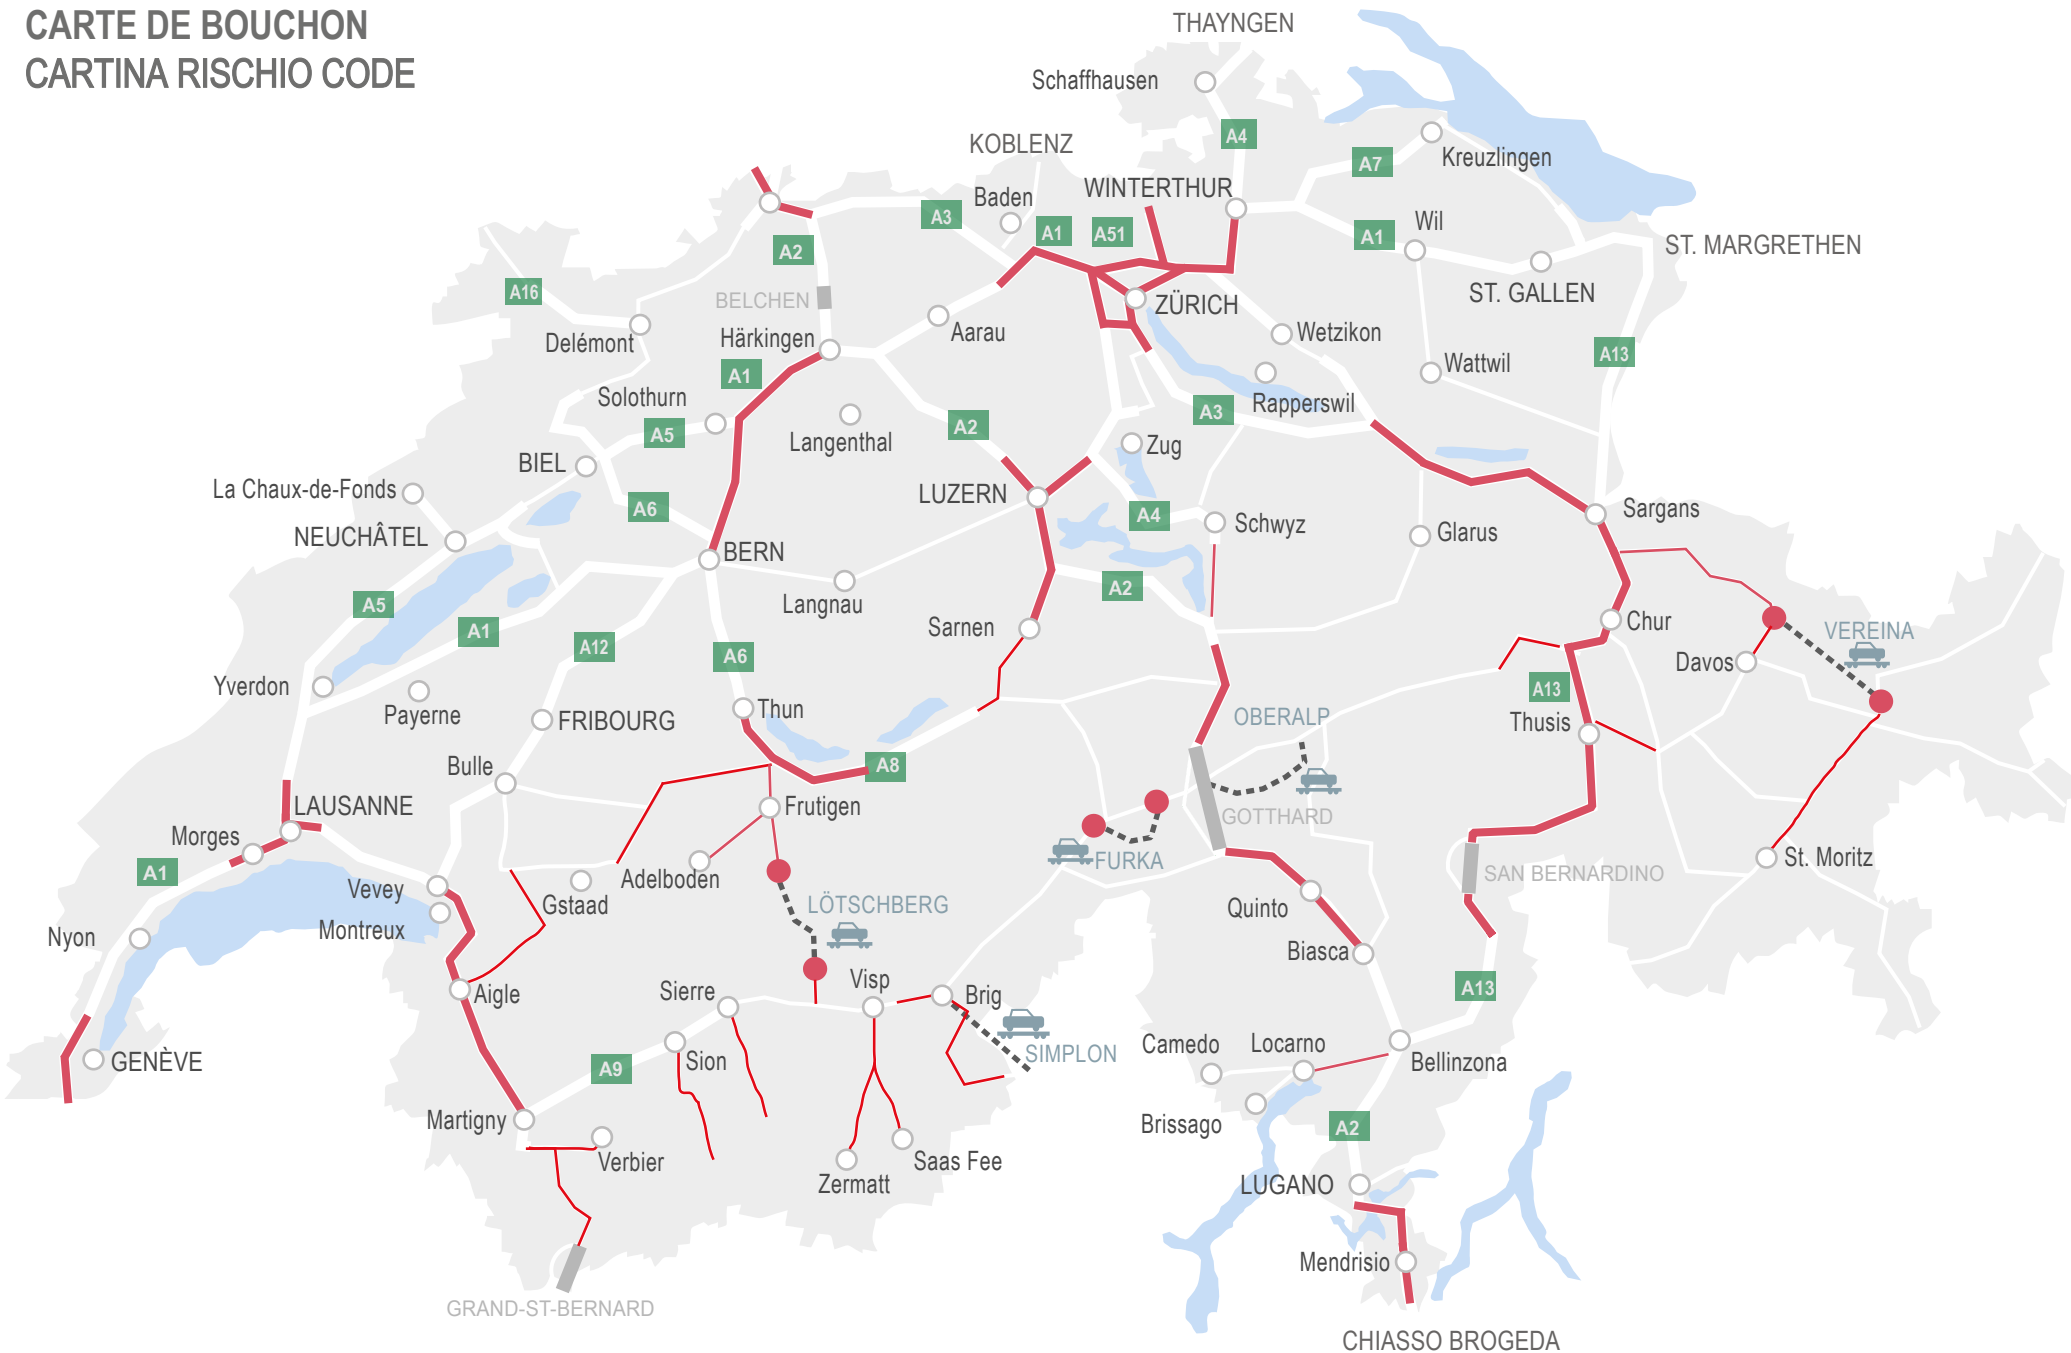 CARTE DE BOUCHON
CARTINA RISCHIO CODE
THAYNGEN
Schaffhausen
A4
KOBLENZ
A7
Kreuzlingen
Baden
WINTERTHUR
A3
A1
A51
A1
Wil
ST. MARGRETHEN
A2
A16
BELCHEN
ST. GALLEN
ZÜRICH
Delémont
Härkingen
Aarau
Wetzikon
A13
Wattwil
A1
Solothurn
Rapperswil
A3
A5
Langenthal
A2
Zug
BIEL
La Chaux-de-Fonds
LUZERN
A6
A4
Schwyz
Sargans
NEUCHÂTEL
Glarus
BERN
A2
Langnau
A5
A1
Sarnen
Chur
VEREINA
A12
A6
Davos
Yverdon
A13
Payerne
Thun
FRIBOURG
OBERALP
Thusis
Bulle
A8
LAUSANNE
Frutigen
GOTTHARD
Morges
FURKA
St. Moritz
A1
Adelboden
SAN BERNARDINO
Vevey
Gstaad
LÖTSCHBERG
Quinto
Montreux
Nyon
Biasca
Visp
Aigle
Sierre
Brig
A13
Camedo
Locarno
SIMPLON
GENÈVE
Sion
Bellinzona
A9
Martigny
Brissago
A2
Verbier
Saas Fee
Zermatt
LUGANO
Mendrisio
GRAND-ST-BERNARD
CHIASSO BROGEDA